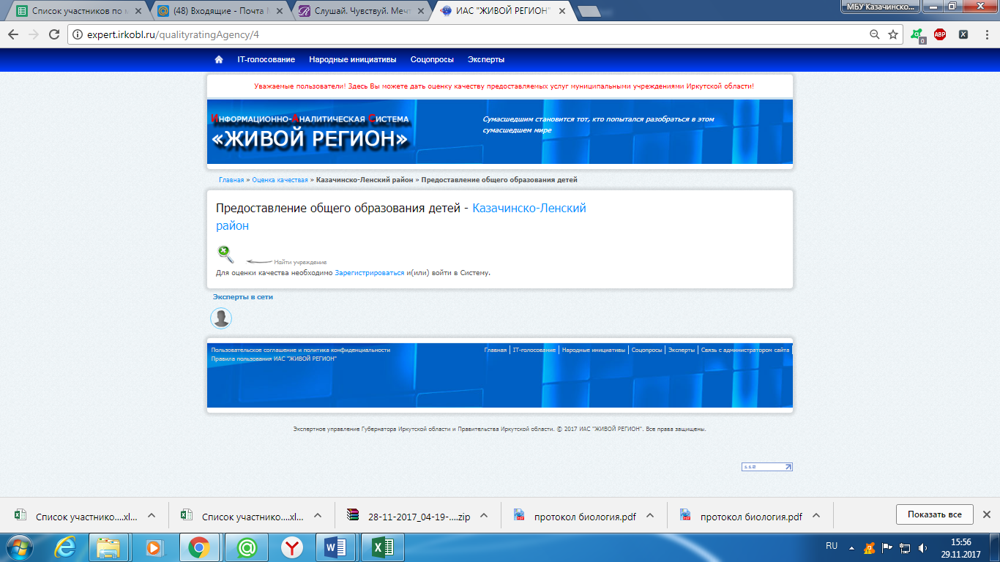 Список участников по м
(48) Входящие - Почта M
Слушай. Чувствуй. Мечт
ИАС "ЖИВОЙ РЕГИОН"
МБУ Казачинско...
expert.irkobl.ru/qualityratingAgency/4
0
ABP
X
IT-голосование Народные инициативы Соцопросы Эксперты
Уважаемые пользователи! Здесь Вы можете дать оценку качеству предоставляемых услуг муниципальными учреждениями Иркутской области!
Информационно-Аналитическая Система
«ЖИВОЙ РЕГИОН»
Сумасшедшим становится тот, кто попытался разобраться в этом
сумасшедшем мире
Главная » Оценка качества » Казачинско-Ленский район » Предоставление общего образования детей
Предоставление общего образования детей - Казачинско-Ленский
район
Найти учреждение
Для оценки качества необходимо Зарегистрироваться и(или) войти в Систему.
Эксперты в сети
Пользовательское соглашение и политика конфиденциальности
Правила пользования ИАС "ЖИВОЙ РЕГИОН"
Главная IT-голосование Народные инициативы Соцопросы Эксперты Связь с администратором сайта
Экспертное управление Губернатора Иркутской области и Правительства Иркутской области. © 2017 ИАС "ЖИВОЙ РЕГИОН". Все права защищены.
Список участнико....xl...
Список участнико....xl...
28-11-2017_04-19-....zip
протокол биология.pdf
протокол биология.pdf
Показать все
RU
15:56
29.11.2017